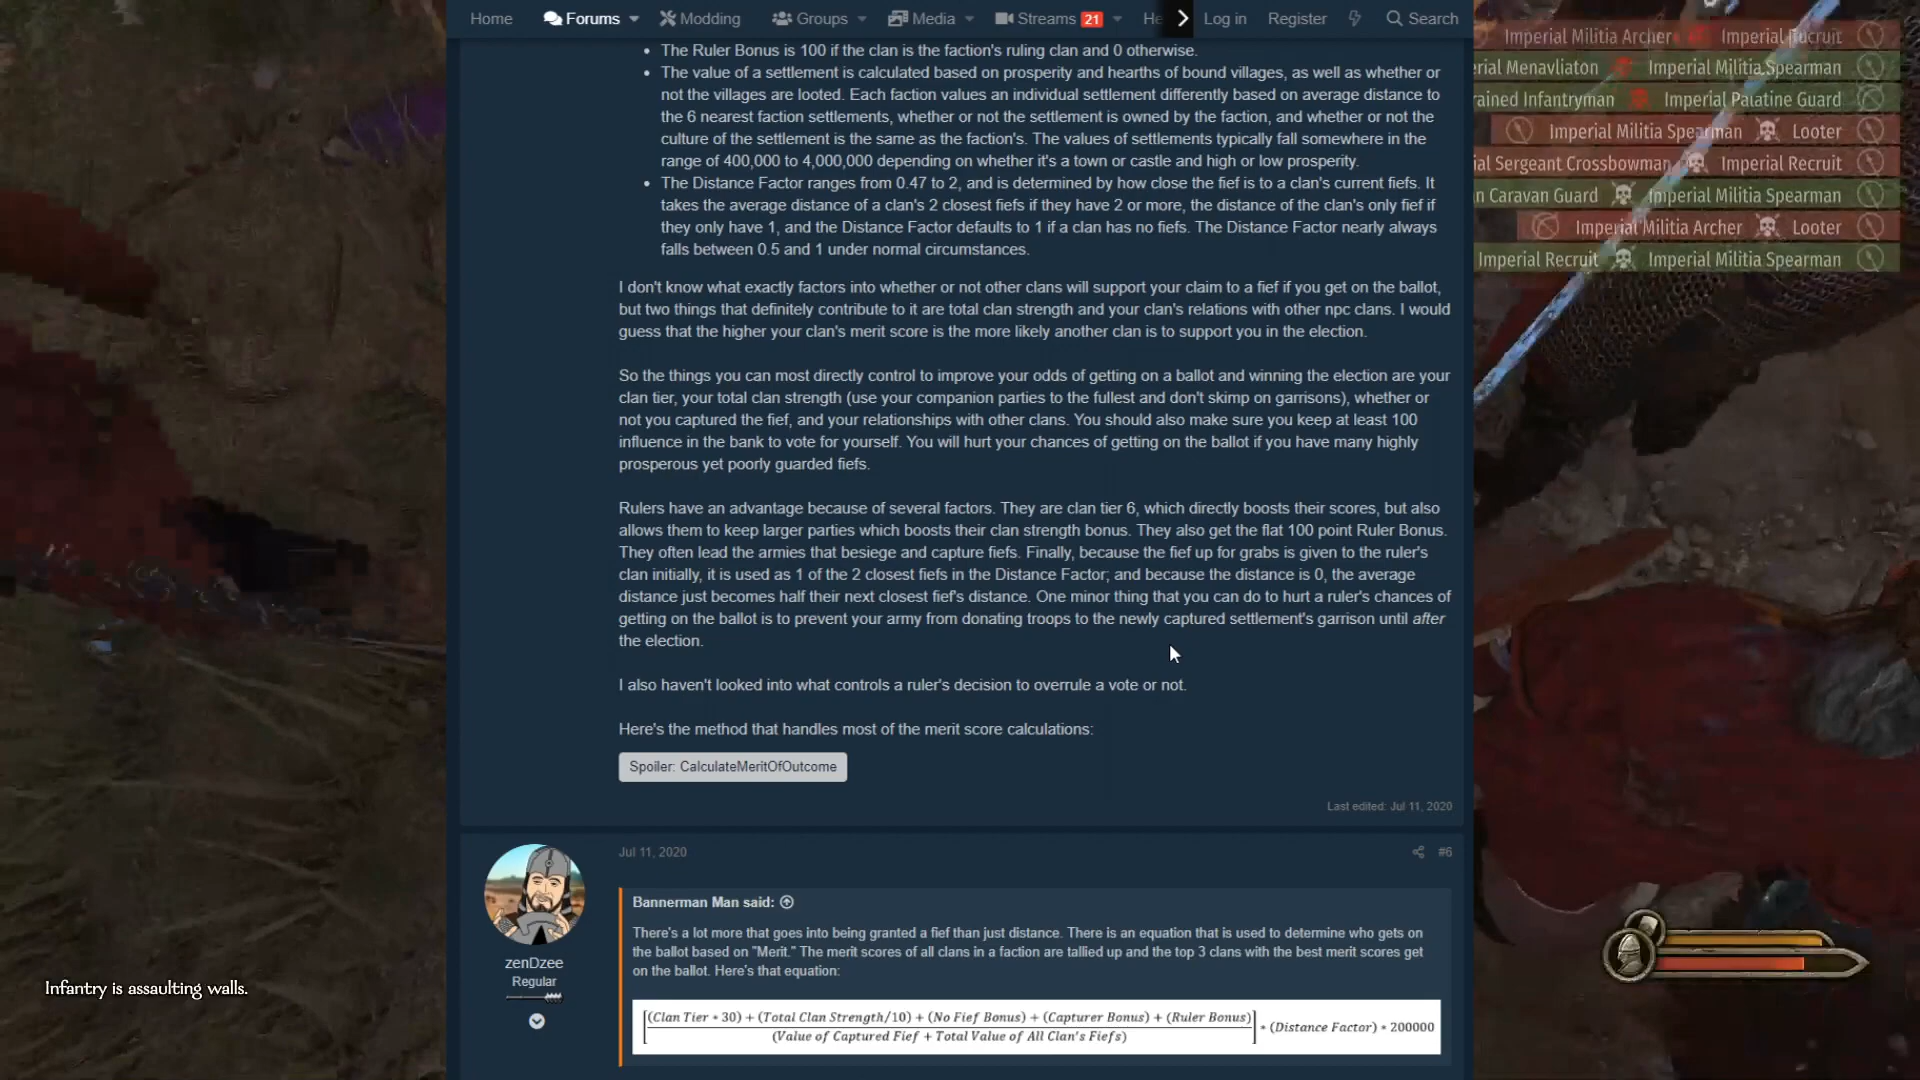 Home Forums Modding Groups Media Streams 21 He Log in Register Search
The Ruler Bonus is 100 if the clan is the faction's ruling clan and 0 otherwise.
The value of a settlement is calculated based on prosperity and hearths of bound villages, as well as whether or
not the villages are looted. Each faction values an individual settlement differently based on average distance to
the 6 nearest faction settlements, whether or not the settlement is owned by the faction, and whether or not the
culture of the settlement is the same as the faction's. The values of settlements typically fall somewhere in the
range of 400,000 to 4,000,000 depending on whether it's a town or castle and high or low prosperity.
The Distance Factor ranges from 0.47 to 2, and is determined by how close the fief is to a clan's current fiefs. It
takes the average distance of a clan's 2 closest fiefs if they have 2 or more, the distance of the clan's only fief if
they only have 1, and the Distance Factor defaults to 1 if a clan has no fiefs. The Distance Factor nearly always
falls between 0.5 and 1 under normal circumstances.
I don't know what exactly factors into whether or not other clans will support your claim to a fief if you get on the ballot,
but two things that definitely contribute to it are total clan strength and your clan's relations with other npc clans. I would
guess that the higher your clan's merit score is the more likely another clan is to support you in the election.
So the things you can most directly control to improve your odds of getting on a ballot and winning the election are your
clan tier, your total clan strength (use your companion parties to the fullest and don't skimp on garrisons), whether or
not you captured the fief, and your relationships with other clans. You should also make sure you keep at least 100
influence in the bank to vote for yourself. You will hurt your chances of getting on the ballot if you have many highly
prosperous yet poorly guarded fiefs.
Rulers have an advantage because of several factors. They are clan tier 6, which directly boosts their scores, but also
allows them to keep larger parties which boosts their clan strength bonus. They also get the flat 100 point Ruler Bonus.
They often lead the armies that besiege and capture fiefs. Finally, because the fief up for grabs is given to the ruler's
clan initially, it is used as 1 of the 2 closest fiefs in the Distance Factor; and because the distance is 0, the average
distance just becomes half their next closest fief's distance. One minor thing that you can do to hurt a ruler's chances of
getting on the ballot is to prevent your army from donating troops to the newly captured settlement's garrison until after
the election.
I also haven't looked into what controls a ruler's decision to overrule a vote or not.
Here's the method that handles most of the merit score calculations:
Spoiler: CalculateMeritOfOutcome
Last edited: Jul 11, 2020
Jul 11, 2020 #6
zenDzee
Regular
Bannerman Man said:
There's a lot more that goes into being granted a fief than just distance. There is an equation that is used to determine who gets on
the ballot based on "Merit." The merit scores of all clans in a faction are tallied up and the top 3 clans with the best merit scores get
on the ballot. Here's that equation:
[(Clan Tier * 30) + (Total Clan Strength/10) + (No Fief Bonus) + (Capturer Bonus) + (Ruler Bonus)
(Value of Captured Fief + Total Value of All Clan's Fiefs)] * (Distance Factor) * 200000
Imperial Militia Archer Imperial Recruit
rial Menavliaton Imperial Militia Spearman
rained Infantryman Imperial Palatine Guard
Imperial Militia Spearman Looter
ial Sergeant Crossbowman Imperial Recruit
n Caravan Guard Imperial Militia Spearman
Imperial Militia Archer Looter
Imperial Recruit Imperial Militia Spearman
Infantry is assaulting walls.